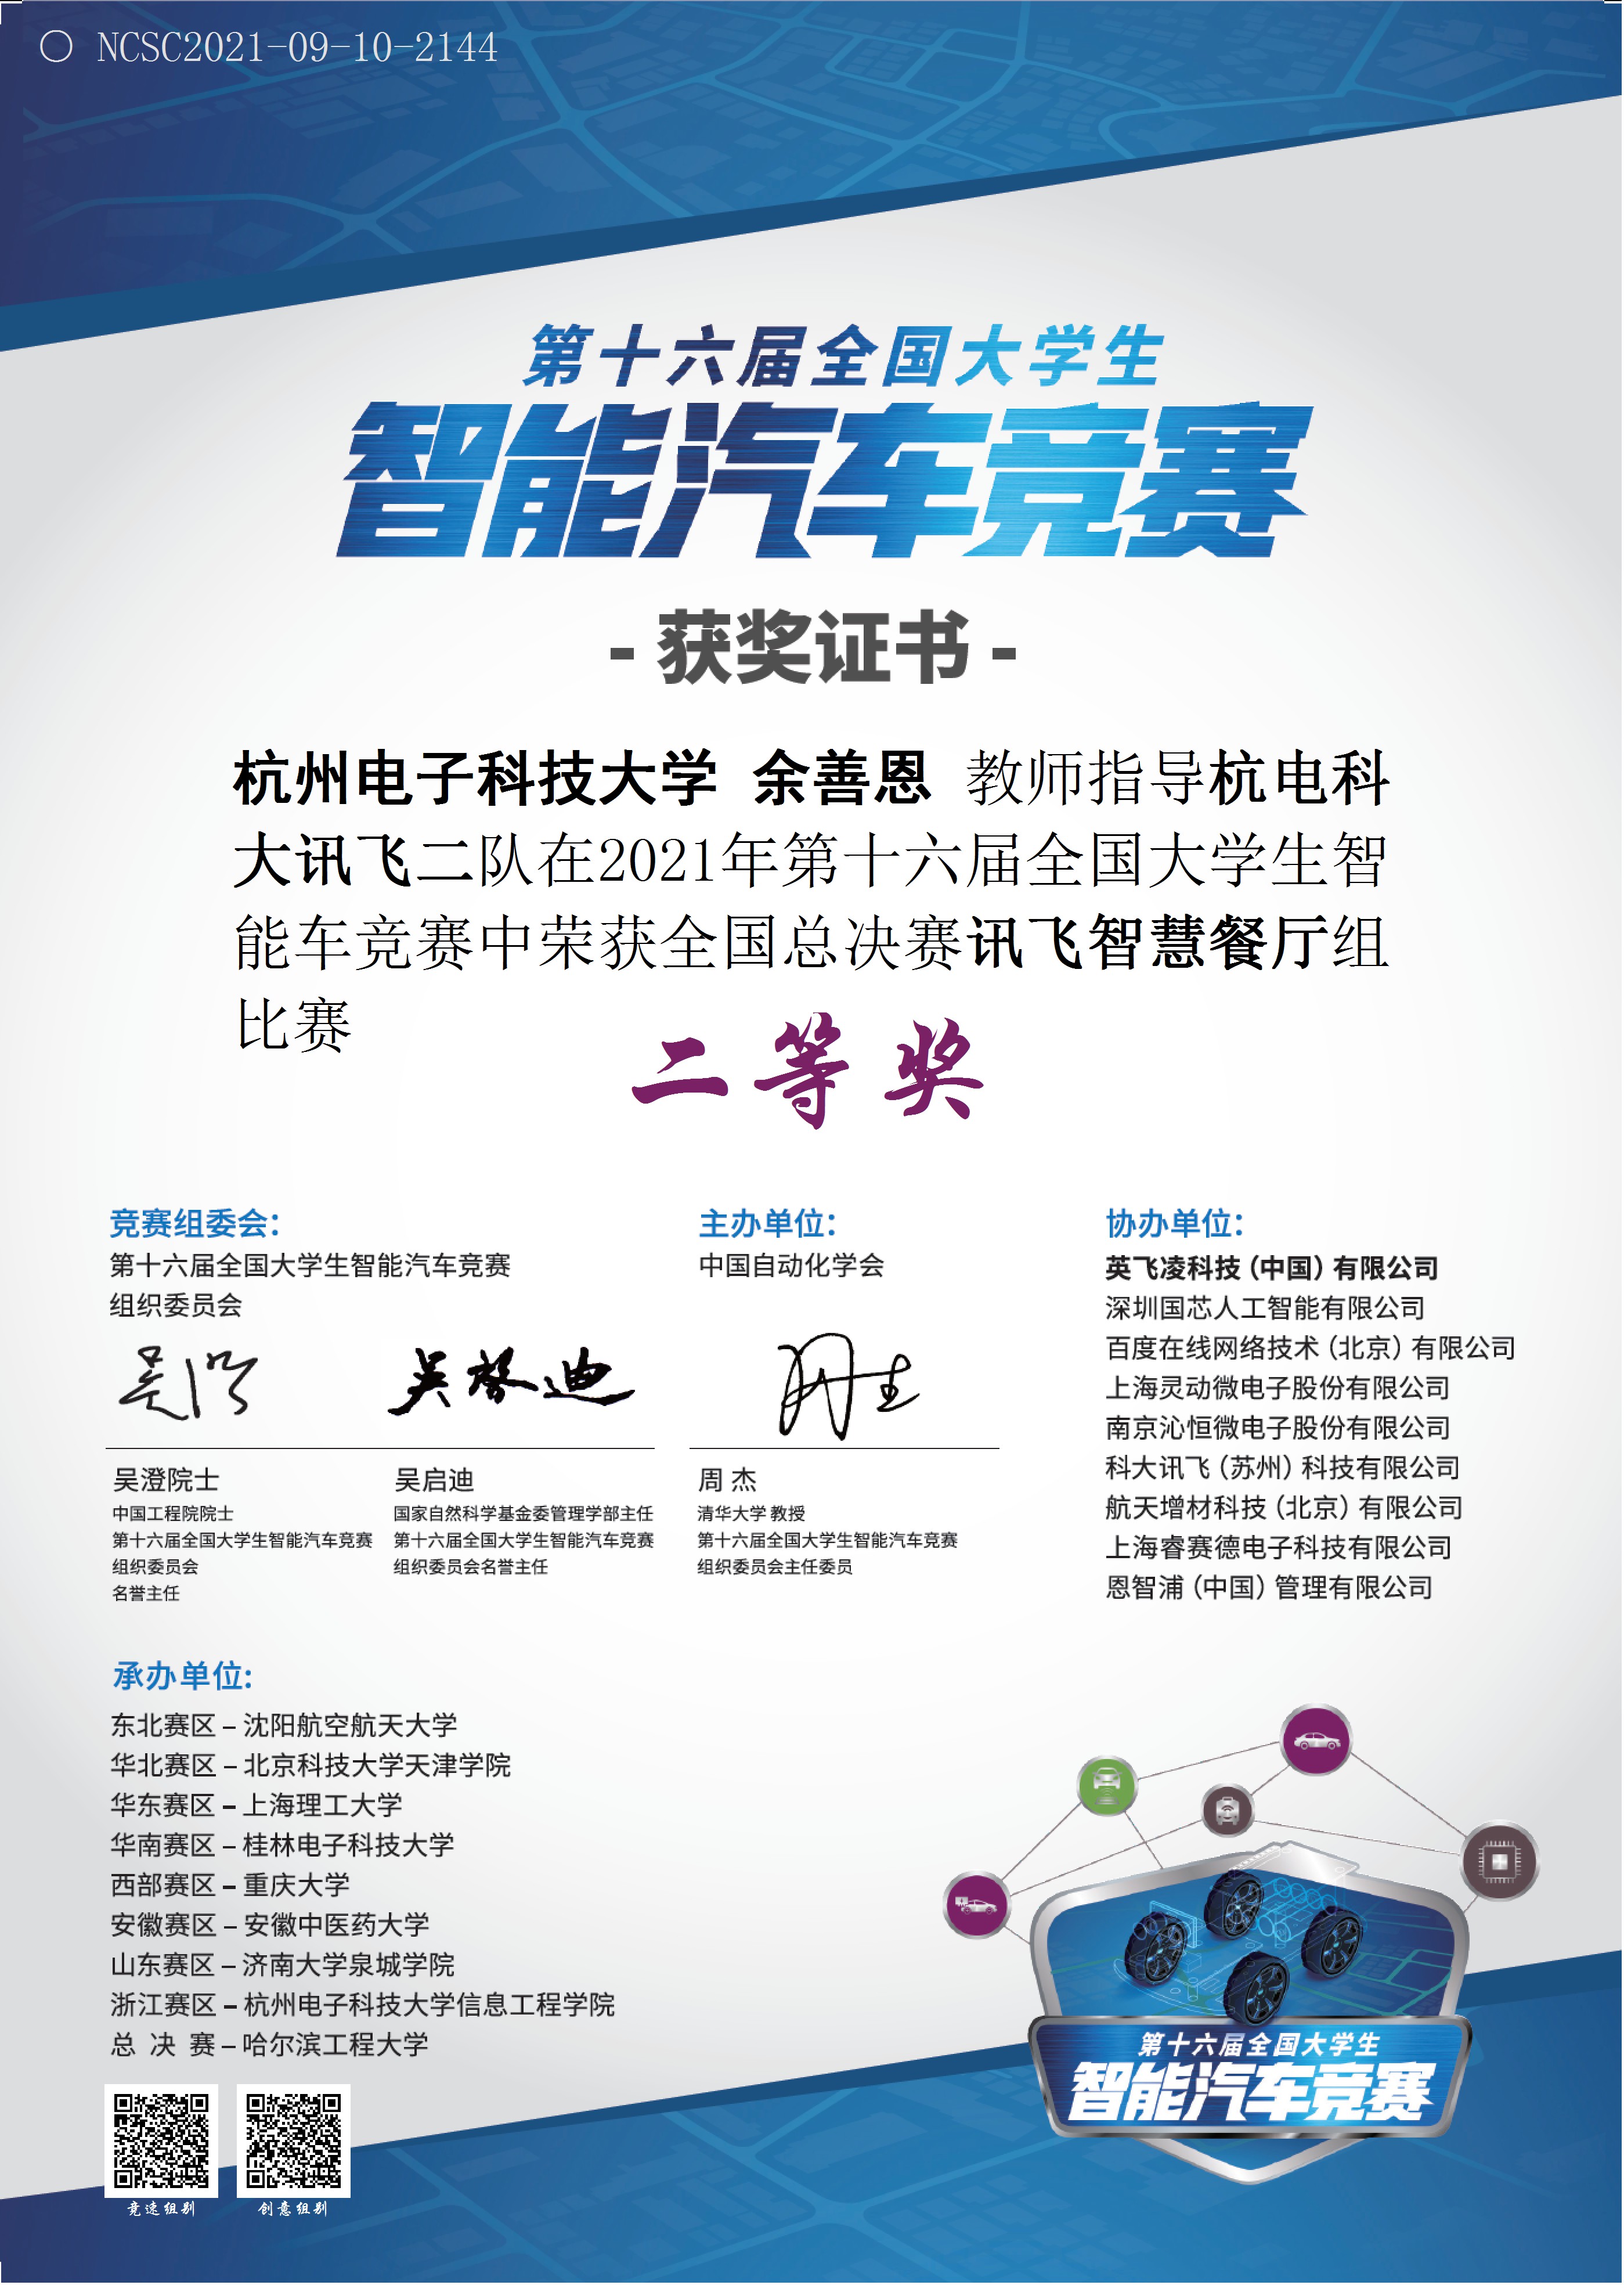 ○ NCSC2021-09-10-2144
第十六届全国大学生
智能汽车竞赛
- 获奖证书 -
杭州电子科技大学 余善恩 教师指导杭电科
大讯飞二队在2021年第十六届全国大学生智
能车竞赛中荣获全国总决赛讯飞智慧餐厅组
比赛
二等奖
竞赛组委会：
第十六届全国大学生智能汽车竞赛
组织委员会
吴澄
吴启迪
吴澄院士
中国工程院院士
第十六届全国大学生智能汽车竞赛
组织委员会
名誉主任
吴启迪
国家自然科学基金委管理学部主任
第十六届全国大学生智能汽车竞赛
组织委员会名誉主任
主办单位：
中国自动化学会
周 杰
清华大学 教授
第十六届全国大学生智能汽车竞赛
组织委员会主任委员
协办单位：
英飞凌科技（中国）有限公司
深圳国芯人工智能有限公司
百度在线网络技术（北京）有限公司
上海灵动微电子股份有限公司
南京沁恒微电子股份有限公司
科大讯飞（苏州）科技有限公司
航天增材科技（北京）有限公司
上海睿赛德电子科技有限公司
恩智浦（中国）管理有限公司
承办单位:
东北赛区 – 沈阳航空航天大学
华北赛区 – 北京科技大学天津学院
华东赛区 – 上海理工大学
华南赛区 – 桂林电子科技大学
西部赛区 – 重庆大学
安徽赛区 – 安徽中医药大学
山东赛区 – 济南大学泉城学院
浙江赛区 – 杭州电子科技大学信息工程学院
总 决 赛 – 哈尔滨工程大学
竞速组别
创意组别
第十六届全国大学生
智能汽车竞赛